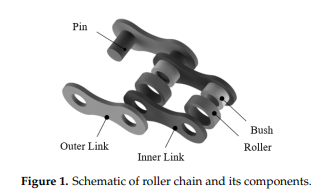 Pin
Bush
Roller
Outer Link
Inner Link
Figure 1. Schematic of roller chain and its components.